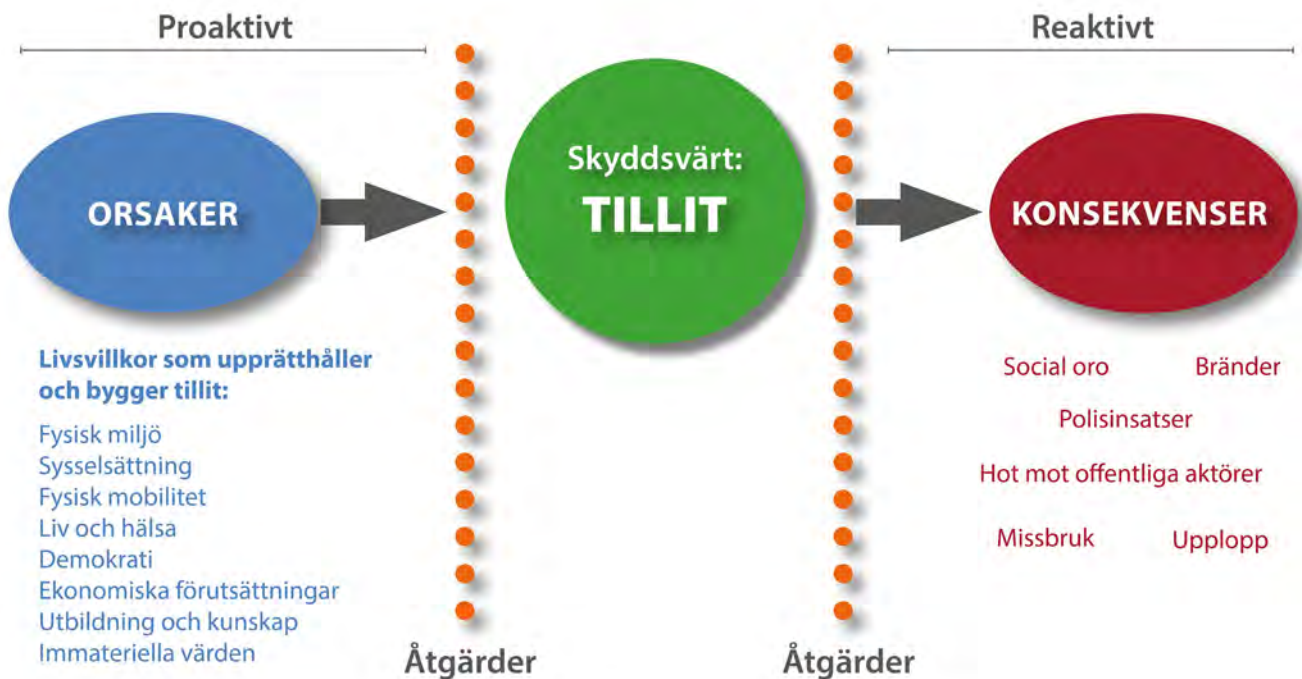 Proaktivt
Reaktivt
ORSAKER
Skyddsvärt:
TILLIT
KONSEKVENSER
Livsvillkor som upprätthåller
och bygger tillit:
Fysisk miljö
Sysselsättning
Fysisk mobilitet
Liv och hälsa
Demokrati
Ekonomiska förutsättningar
Utbildning och kunskap
Immateriella värden
Åtgärder
Åtgärder
Social oro
Bränder
Polisinsatser
Hot mot offentliga aktörer
Missbruk
Upplopp